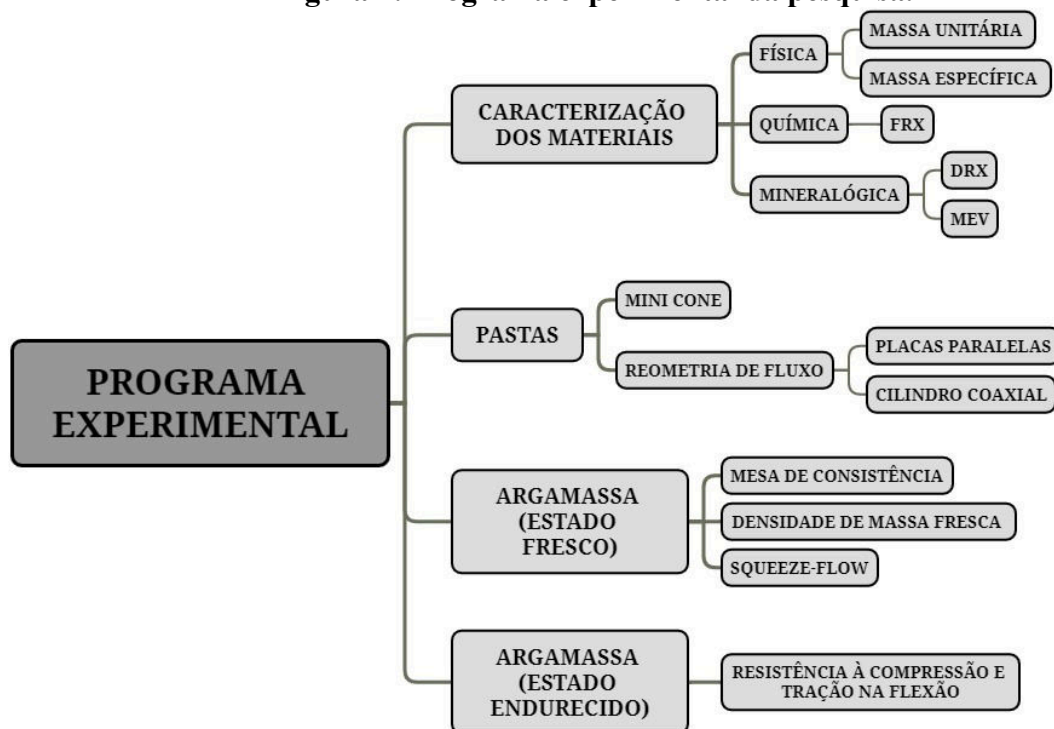 PROGRAMA
EXPERIMENTAL
CARACTERIZAÇÃO
DOS MATERIAIS
FÍSICA
MASSA UNITÁRIA
MASSA ESPECÍFICA
QUÍMICA
FRX
MINERALÓGICA
DRX
MEV
PASTAS
MINI CONE
REOMETRIA DE FLUXO
PLACAS PARALELAS
CILINDRO COAXIAL
ARGAMASSA
(ESTADO
FRESCO)
MESA DE CONSISTÊNCIA
DENSIDADE DE MASSA FRESCA
SQUEEZE-FLOW
ARGAMASSA
(ESTADO
ENDURECIDO)
RESISTÊNCIA À COMPRESSÃO E
TRAÇÃO NA FLEXÃO